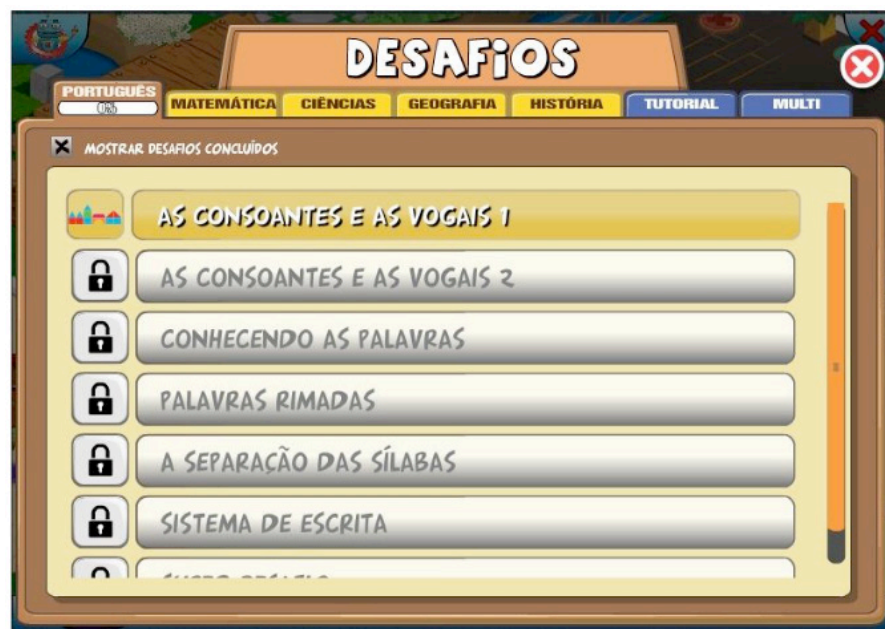 DESAFIOS
PORTUGUÊS
0%
MATEMÁTICA CIÊNCIAS GEOGRAFIA HISTÓRIA TUTORIAL MULTI
MOSTRAR DESAFIOS CONCLUÍDOS
AS CONSOANTES E AS VOGAIS 1
AS CONSOANTES E AS VOGAIS 2
CONHECENDO AS PALAVRAS
PALAVRAS RIMADAS
A SEPARAÇÃO DAS SÍLABAS
SISTEMA DE ESCRITA